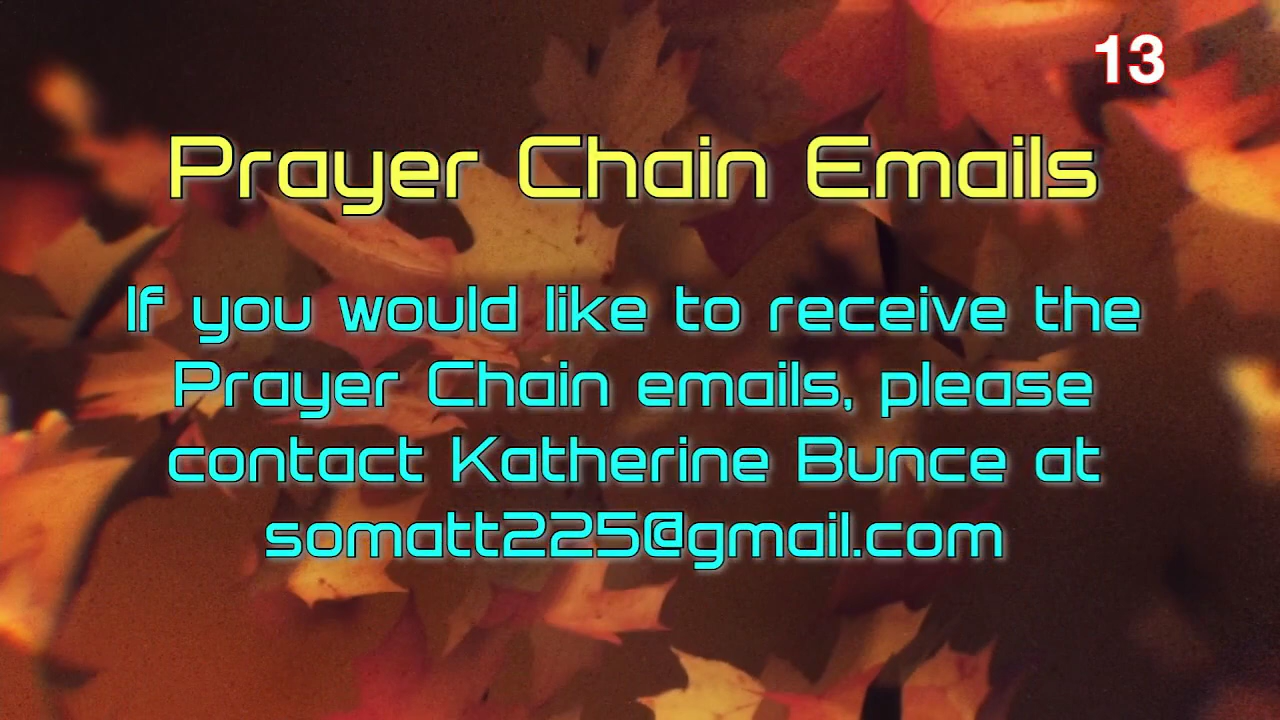 13
Prayer Chain Emails
If you would like to receive the
Prayer Chain emails, please
contact Katherine Bunce at
somatt225@gmail.com